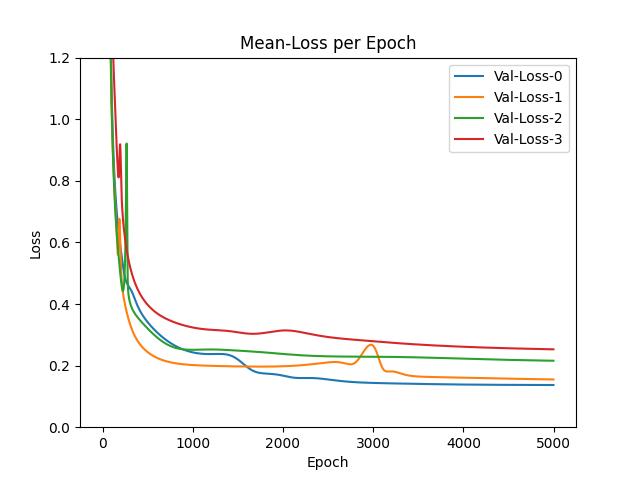 Mean-Loss per Epoch
Loss
1.2
1.0
0.8
0.6
0.4
0.2
0.0
Val-Loss-0
Val-Loss-1
Val-Loss-2
Val-Loss-3
0 1000 2000 3000 4000 5000
Epoch